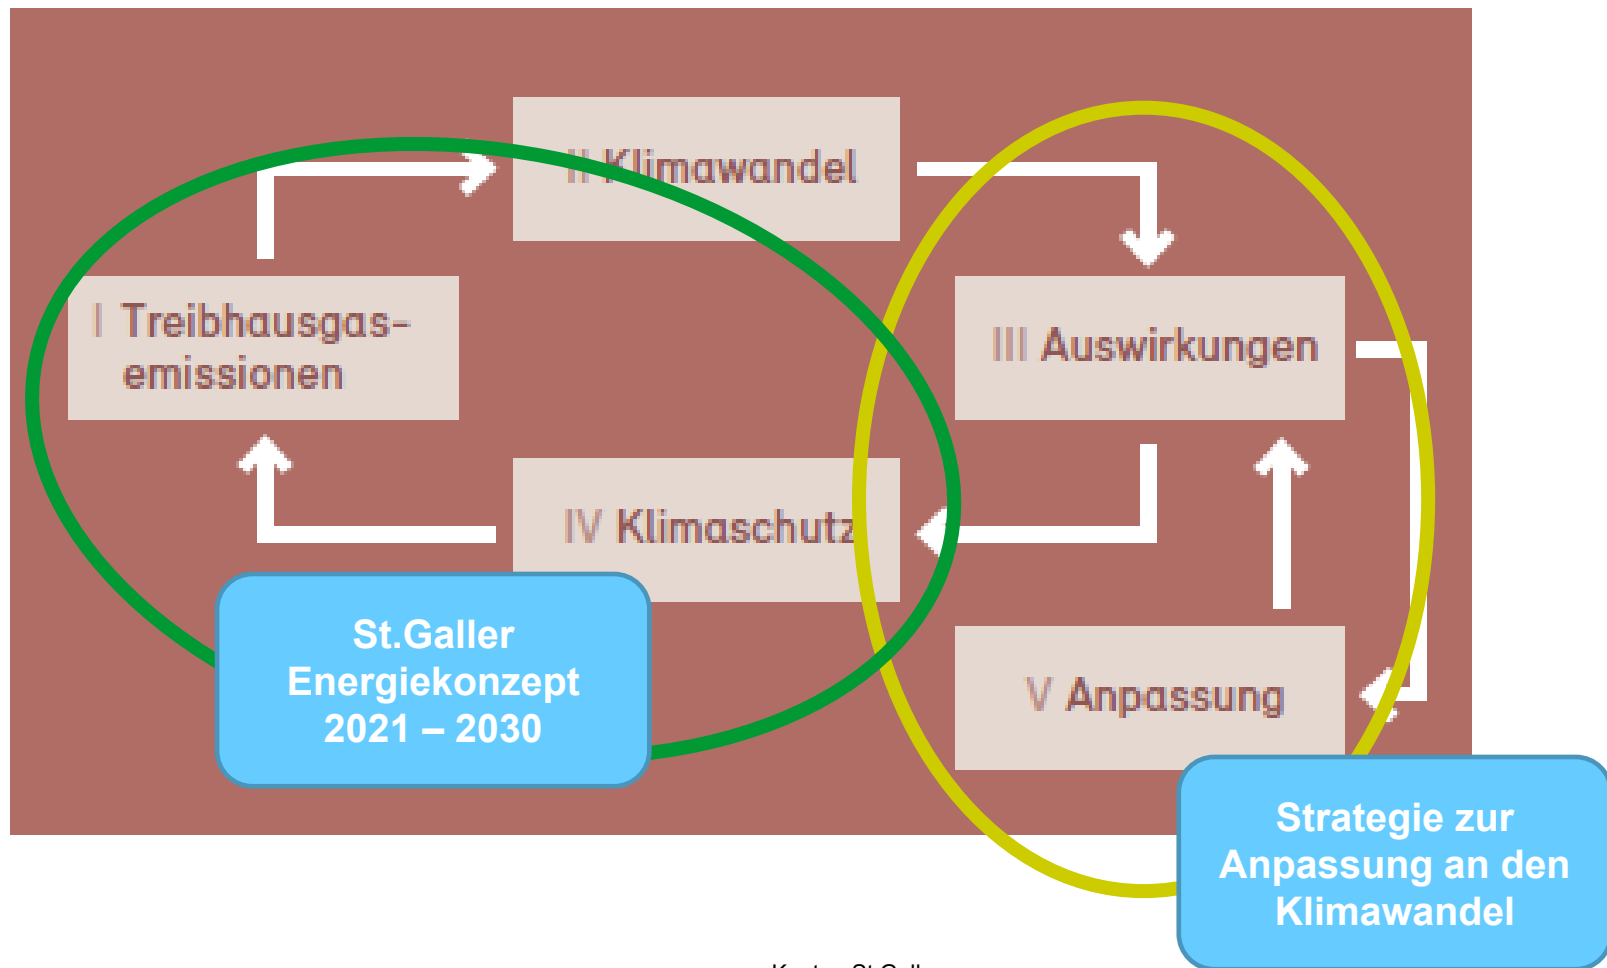 II Klimawandel
I Treibhausgas-
emissionen
III Auswirkungen
IV Klimaschutz
St.Galler
Energiekonzept
2021 – 2030
V Anpassung
Strategie zur
Anpassung an den
Klimawandel